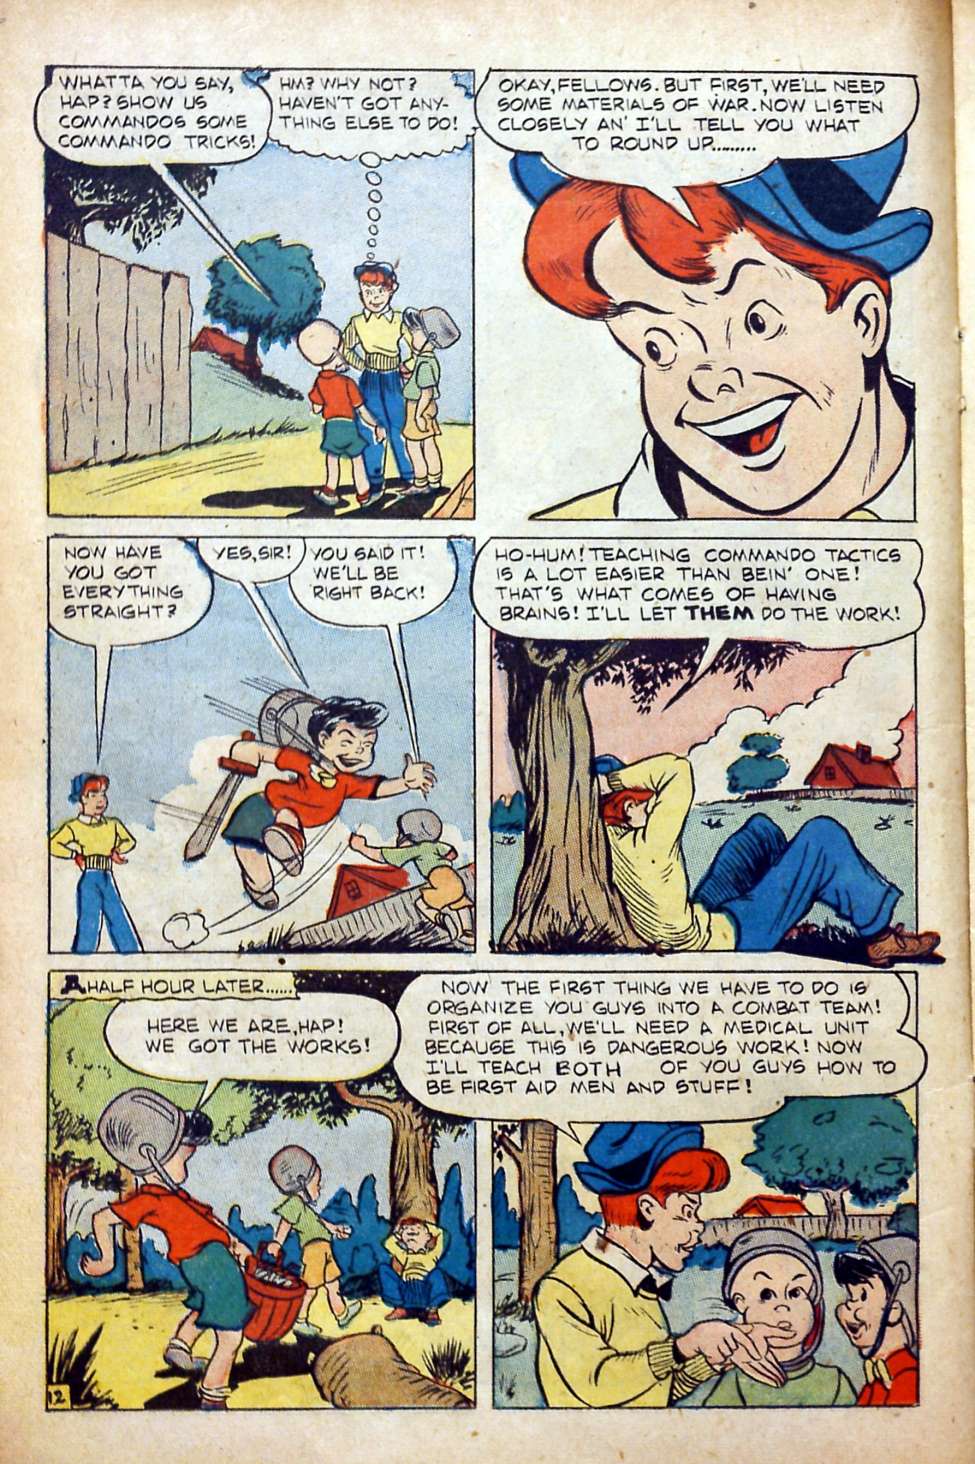 WHATTA YOU SAY,
HAP? SHOW US
COMMANDOS SOME
COMMANDO TRICKS!
HM? WHY NOT?
HAVEN'T GOT ANY-
THING ELSE TO DO!
OKAY, FELLOWS. BUT FIRST, WE'LL NEED
SOME MATERIALS OF WAR. NOW LISTEN
CLOSELY AN' I'LL TELL YOU WHAT
TO ROUND UP.........
NOW HAVE
YOU GOT
EVERYTHING
STRAIGHT?
YES, SIR!
YOU SAID IT!
WE'LL BE
RIGHT BACK!
HO-HUM! TEACHING COMMANDO TACTICS
IS A LOT EASIER THAN BEIN' ONE!
THAT'S WHAT COMES OF HAVING
BRAINS! I'LL LET THEM DO THE WORK!
A HALF HOUR LATER......
HERE WE ARE, HAP!
WE GOT THE WORKS!
NOW THE FIRST THING WE HAVE TO DO IS
ORGANIZE YOU GUYS INTO A COMBAT TEAM!
FIRST OF ALL, WE'LL NEED A MEDICAL UNIT
BECAUSE THIS IS DANGEROUS WORK! NOW
I'LL TEACH BOTH OF YOU GUYS HOW TO
BE FIRST AID MEN AND STUFF!
12